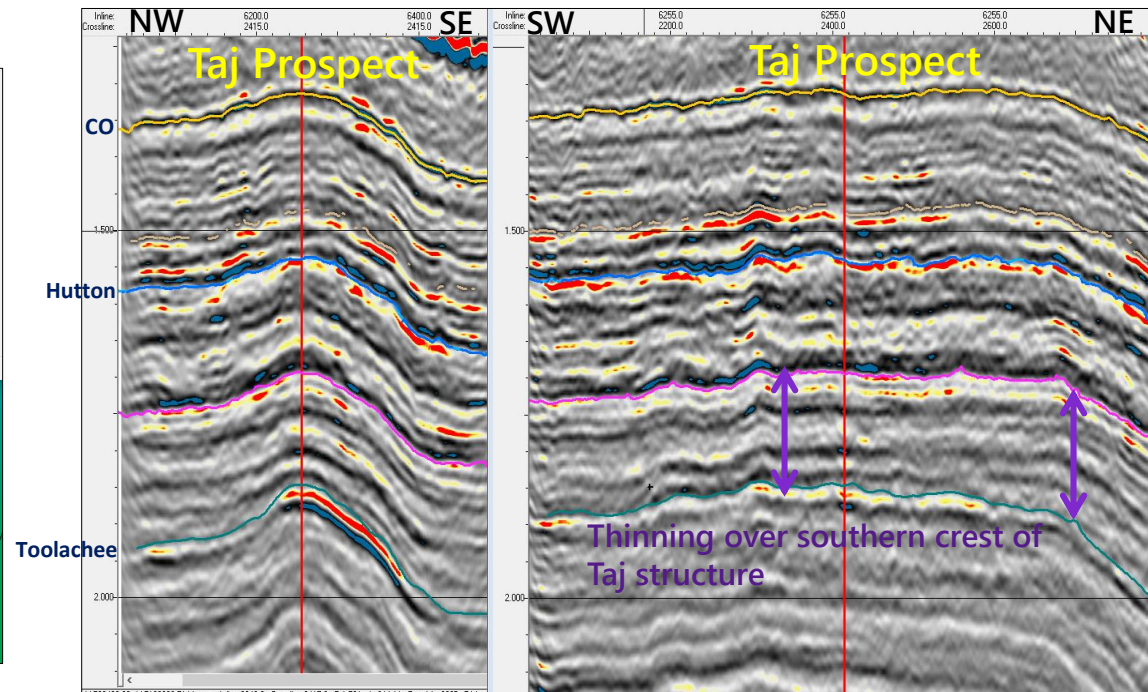 Inline:
Crossline:
NW
6200.0
2415.0
6400.0
2415.0
SE
Taj Prospect
CO
1.500
Hutton
Toolachee
2.000
Inline:
Crossline:
SW
6255.0
2200.0
6255.0
2400.0
6255.0
2600.0
NE
Taj Prospect
1.500
Thinning over southern crest of
Taj structure
2.000